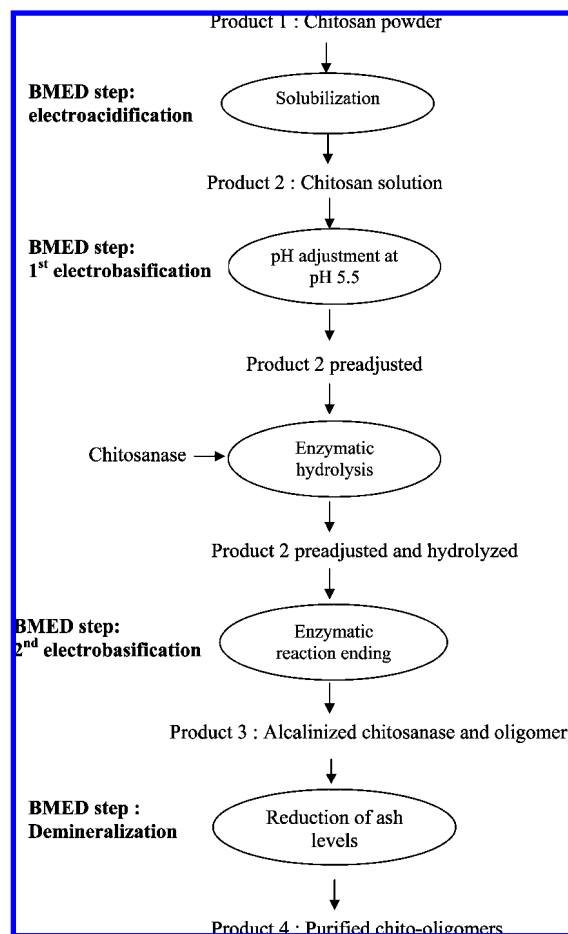 Product 1 : Chitosan powder
BMED step:
electroacidification
Solubilization
Product 2 : Chitosan solution
BMED step:
1st electrobasification
pH adjustment at
pH 5.5
Product 2 preadjusted
Chitosanase
Enzymatic
hydrolysis
Product 2 preadjusted and hydrolyzed
BMED step:
2nd electrobasification
Enzymatic
reaction ending
Product 3 : Alcalinized chitosanase and oligomer
BMED step :
Demineralization
Reduction of ash
levels
Product 4 : Purified chito-oligomers